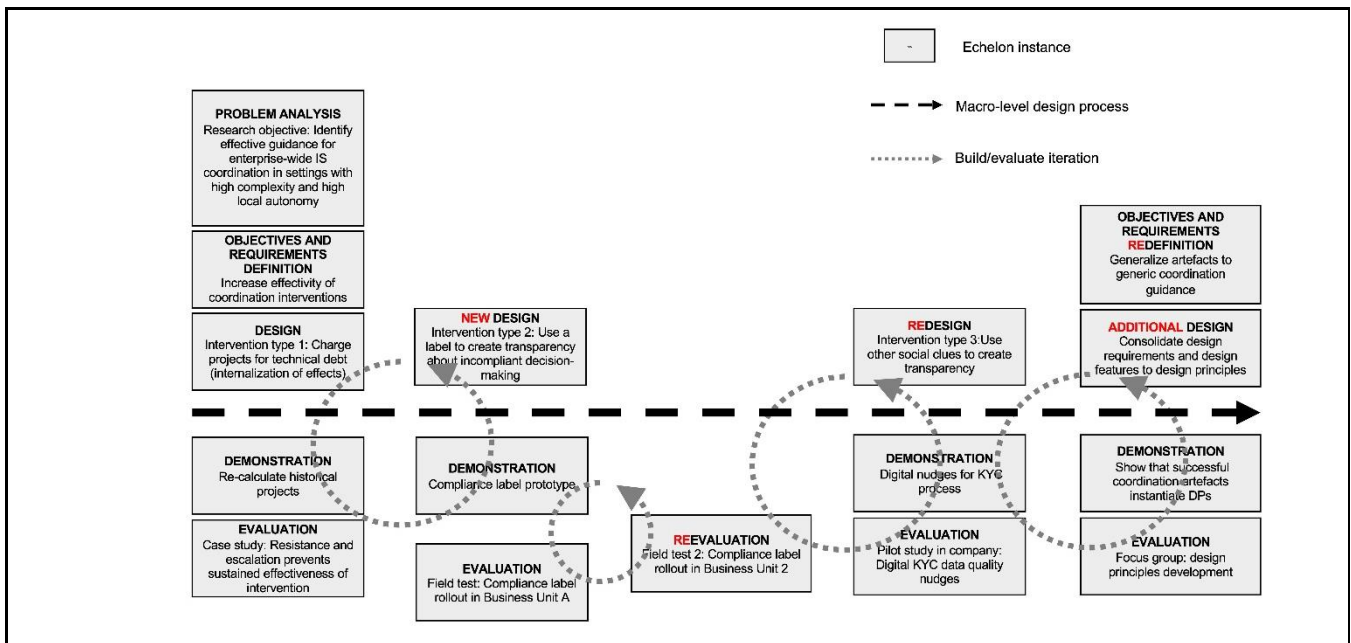 -
Echelon instance
Macro-level design process
Build/evaluate iteration
PROBLEM ANALYSIS
Research objective: Identify
effective guidance for
enterprise-wide IS
coordination in settings with
high complexity and high
local autonomy
OBJECTIVES AND
REQUIREMENTS
DEFINITION
Increase effectivity of
coordination interventions
DESIGN
Intervention type 1: Charge
projects for technical debt
(internalization of effects)
DEMONSTRATION
Re-calculate historical
projects
EVALUATION
Case study: Resistance and
escalation prevents
sustained effectiveness of
intervention
NEW DESIGN
Intervention type 2: Use a
label to create transparency
about incompliant decision-
making
DEMONSTRATION
Compliance label prototype
EVALUATION
Field test: Compliance label
rollout in Business Unit A
REEVALUATION
Field test 2: Compliance label
rollout in Business Unit 2
REDESIGN
Intervention type 3:Use
other social clues to create
transparency
DEMONSTRATION
Digital nudges for KYC
process
EVALUATION
Pilot study in company:
Digital KYC data quality
nudges
OBJECTIVES AND
REQUIREMENTS
REDEFINITION
Generalize artefacts to
generic coordination
guidance
ADDITIONAL DESIGN
Consolidate design
requirements and design
features to design principles
DEMONSTRATION
Show that successful
coordination artefacts
instantiate DPs
EVALUATION
Focus group: design
principles development